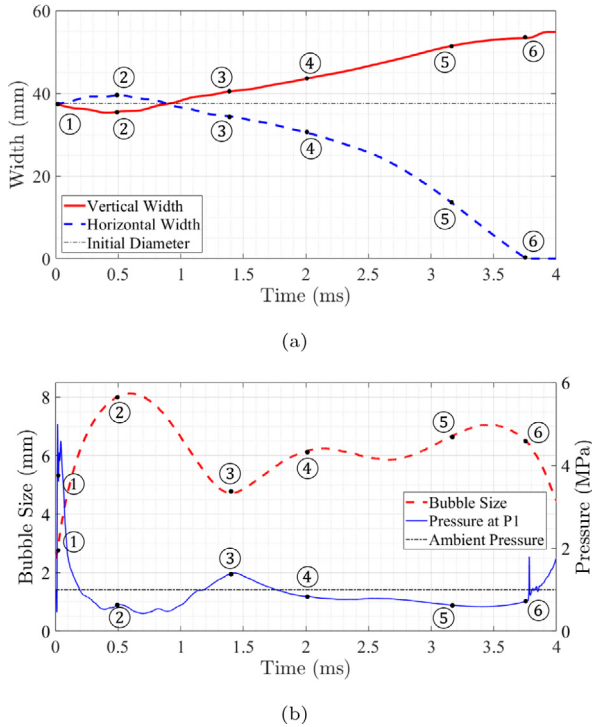 60
40
20
0
Width (mm)
② ① ② ③ ③ ④ ④ ⑤ ⑤ ⑥ ⑥
Vertical Width
Horizontal Width
Initial Diameter
0 0.5 1 1.5 2 2.5 3 3.5 4
Time (ms)
(a)
8
6
4
2
0
Bubble Size (mm)
6
4
2
0
Pressure (MPa)
② ① ① ② ③ ③ ④ ④ ⑤ ⑤ ⑥ ⑥
Bubble Size
Pressure at P1
Ambient Pressure
0 0.5 1 1.5 2 2.5 3 3.5 4
Time (ms)
(b)